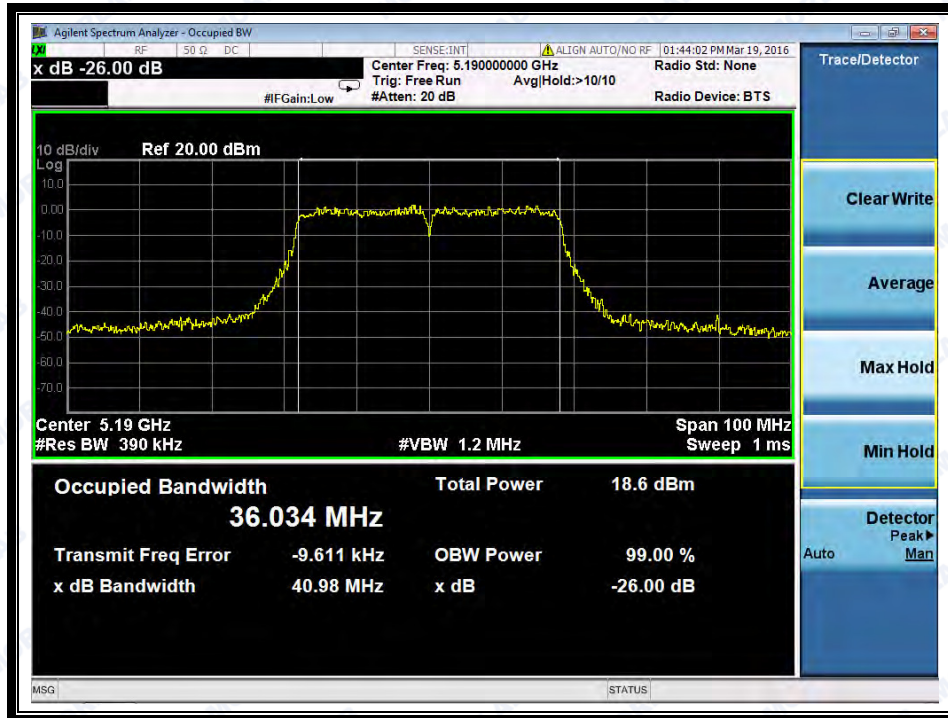 Agilent Spectrum Analyzer - Occupied BW
LXI RF 50 Ω DC SENSE:INT ALIGN AUTO/NO RF 01:44:02 PM Mar 19, 2016
x dB -26.00 dB Center Freq: 5.190000000 GHz Radio Std: None
Trig: Free Run Avg|Hold:>10/10
#IFGain:Low #Atten: 20 dB Radio Device: BTS
Trace/Detector
10 dB/div Ref 20.00 dBm
Log
10.0
0.00
-10.0
-20.0
-30.0
-40.0
-50.0
-60.0
-70.0
Center 5.19 GHz Span 100 MHz
#Res BW 390 kHz #VBW 1.2 MHz Sweep 1 ms
Occupied Bandwidth Total Power 18.6 dBm
36.034 MHz
Transmit Freq Error -9.611 kHz OBW Power 99.00 %
x dB Bandwidth 40.98 MHz x dB -26.00 dB
Clear Write
Average
Max Hold
Min Hold
Detector
Peak▶
Auto Man
MSG STATUS